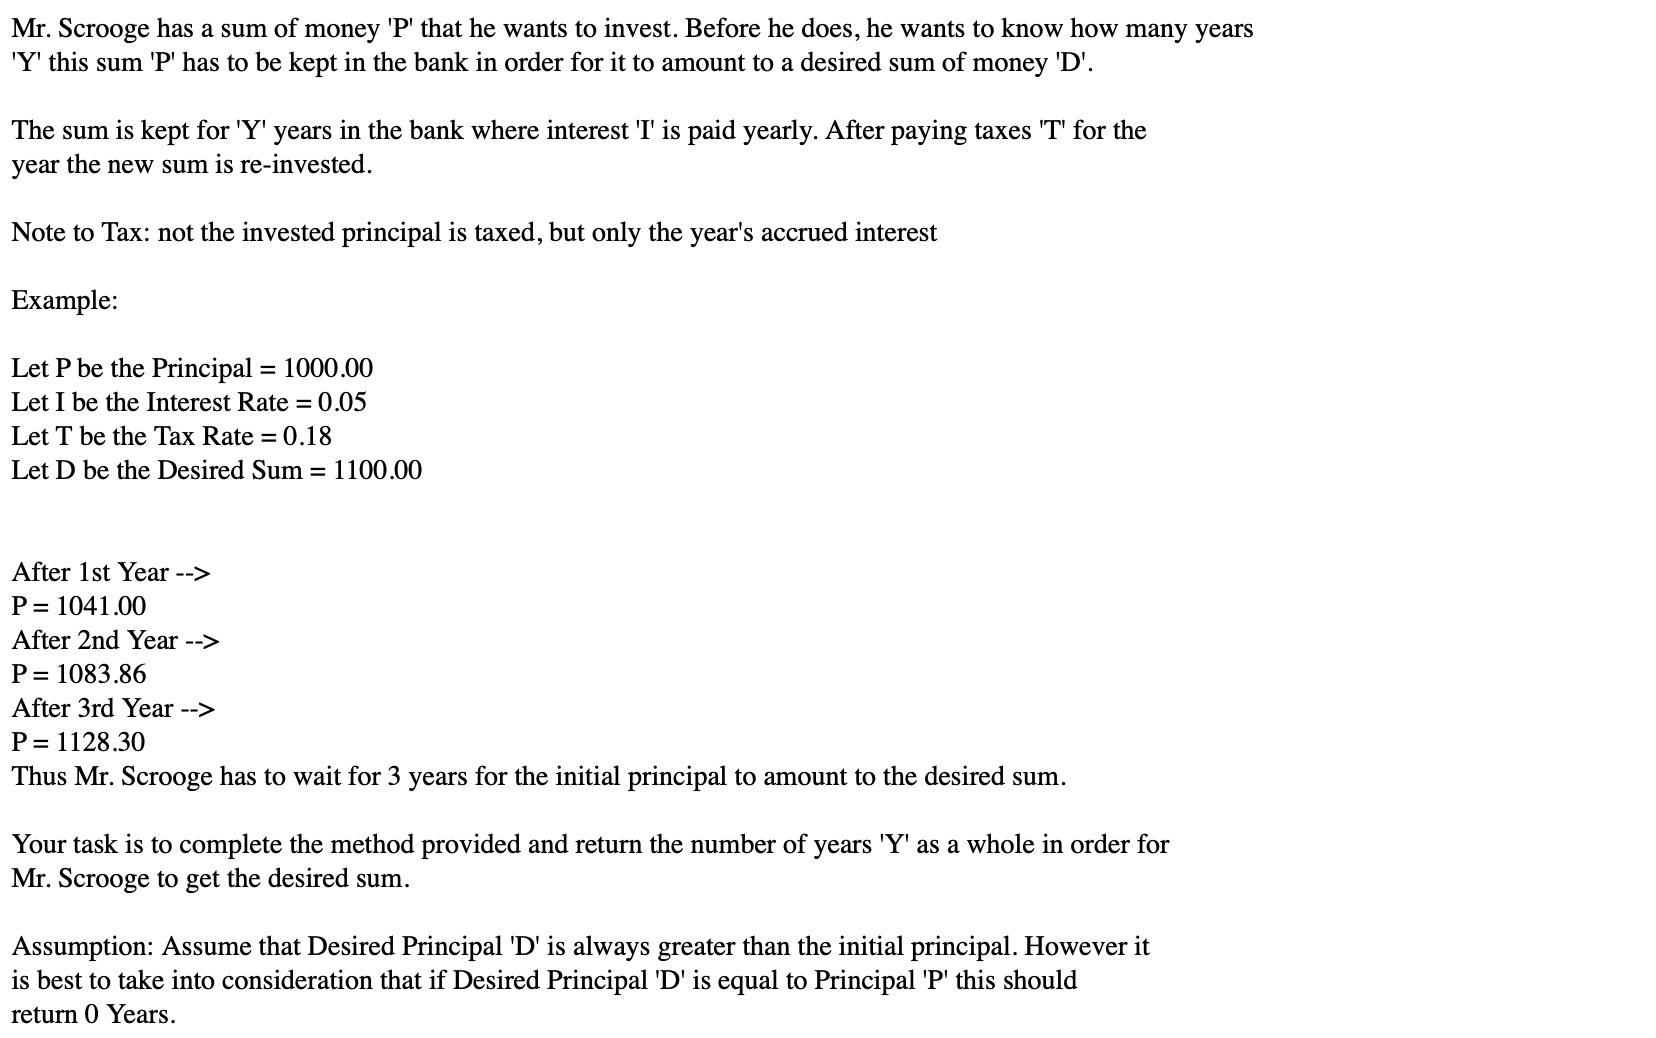 Mr. Scrooge has a sum of money 'P' that he wants to invest. Before he does, he wants to know how many years
'Y' this sum 'P' has to be kept in the bank in order for it to amount to a desired sum of money 'D'.
The sum is kept for 'Y' years in the bank where interest 'I' is paid yearly. After paying taxes 'T' for the
year the new sum is re-invested.
Note to Tax: not the invested principal is taxed, but only the year's accrued interest
Example:
Let P be the Principal = 1000.00
Let I be the Interest Rate = 0.05
Let T be the Tax Rate = 0.18
Let D be the Desired Sum = 1100.00
After 1st Year -->
P = 1041.00
After 2nd Year -->
P = 1083.86
After 3rd Year -->
P = 1128.30
Thus Mr. Scrooge has to wait for 3 years for the initial principal to amount to the desired sum.
Your task is to complete the method provided and return the number of years 'Y' as a whole in order for
Mr. Scrooge to get the desired sum.
Assumption: Assume that Desired Principal 'D' is always greater than the initial principal. However it
is best to take into consideration that if Desired Principal 'D' is equal to Principal 'P' this should
return 0 Years.